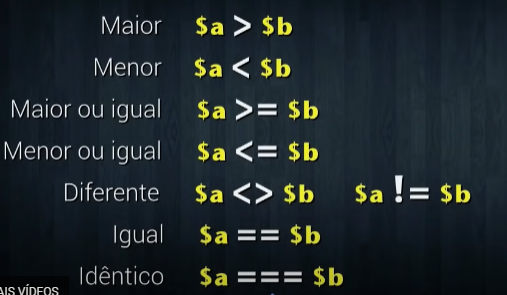 Maior $a > $b
Menor $a < $b
Maior ou igual $a >= $b
Menor ou igual $a <= $b
Diferente $a <> $b $a != $b
Igual $a == $b
Idêntico $a === $b
AIS VÍDEOS